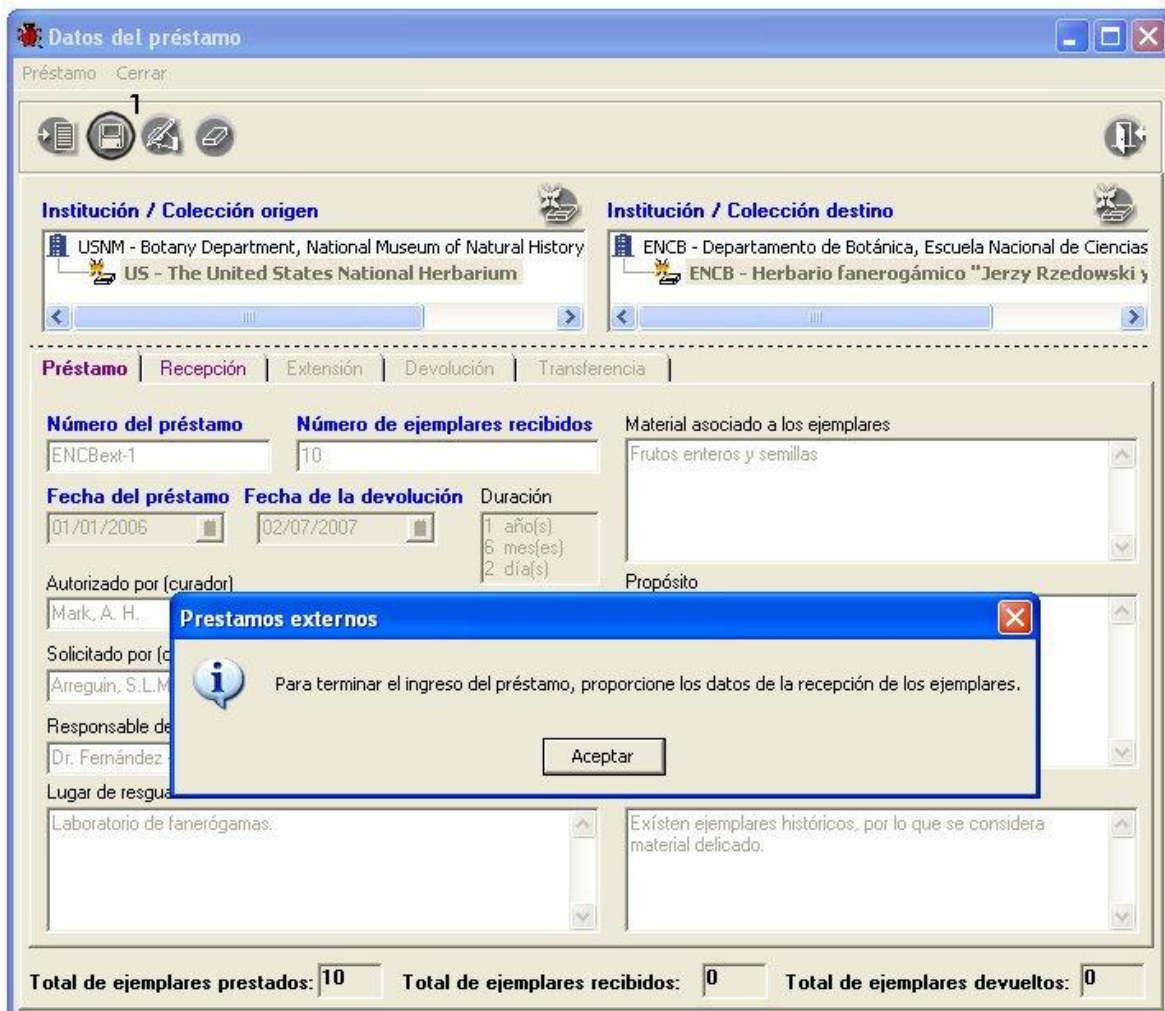 Datos del préstamo
Préstamo Cerrar
1
Institución / Colección origen
USNM - Botany Department, National Museum of Natural History
US - The United States National Herbarium
Institución / Colección destino
ENCB - Departamento de Botánica, Escuela Nacional de Ciencias
ENCB - Herbario fanerogámico "Jerzy Rzedowski y
Préstamo Recepción Extensión Devolución Transferencia
Número del préstamo
ENCBext-1
Número de ejemplares recibidos
10
Material asociado a los ejemplares
Frutos enteros y semillas
Fecha del préstamo
01/01/2006
Fecha de la devolución
02/07/2007
Duración
1 año(s)
6 mes(es)
2 día(s)
Autorizado por (curador)
Mark, A. H.
Propósito
Solicitado por (c
Arreguin, S.L.M
Responsable de
Dr. Fernández
Lugar de resgua
Laboratorio de fanerógamas.
Exísten ejemplares históricos, por lo que se considera
material delicado.
Prestamos externos
Para terminar el ingreso del préstamo, proporcione los datos de la recepción de los ejemplares.
Aceptar
Total de ejemplares prestados: 10 Total de ejemplares recibidos: 0 Total de ejemplares devueltos: 0